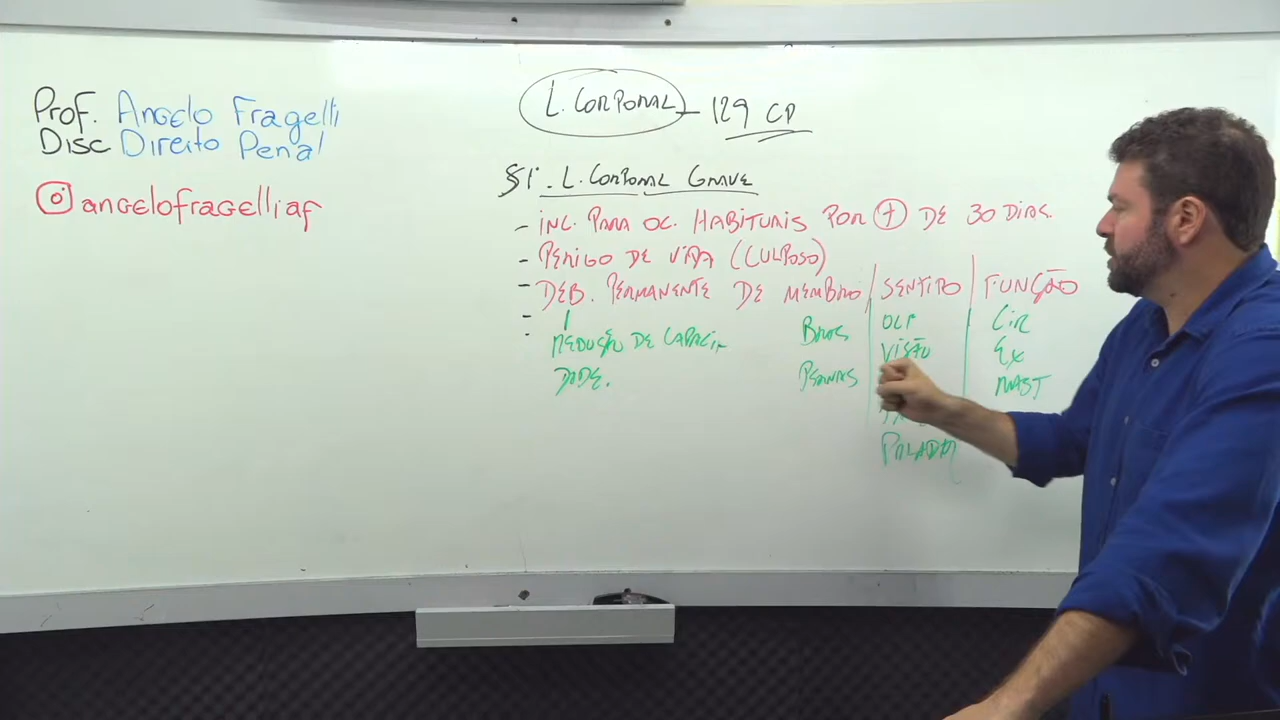 Prof. Angelo Fragelli
Disc Direito Penal
angelofragelliaf
L. CORPORAL – 129 CP
§1º. L. CORPORAL GRAVE
- INC. PARA OC. HABITUAIS POR + DE 30 DIAS.
- PERIGO DE VIDA (CULPOSO)
- DEB. PERMANENTE DE MEMBRO / SENTIDO / FUNÇÃO
REDUÇÃO DE CAPACI
DADE.
BRAÇOS
PERNAS
OLF
VISÃO
PALADAR
CIR
EX
MAST